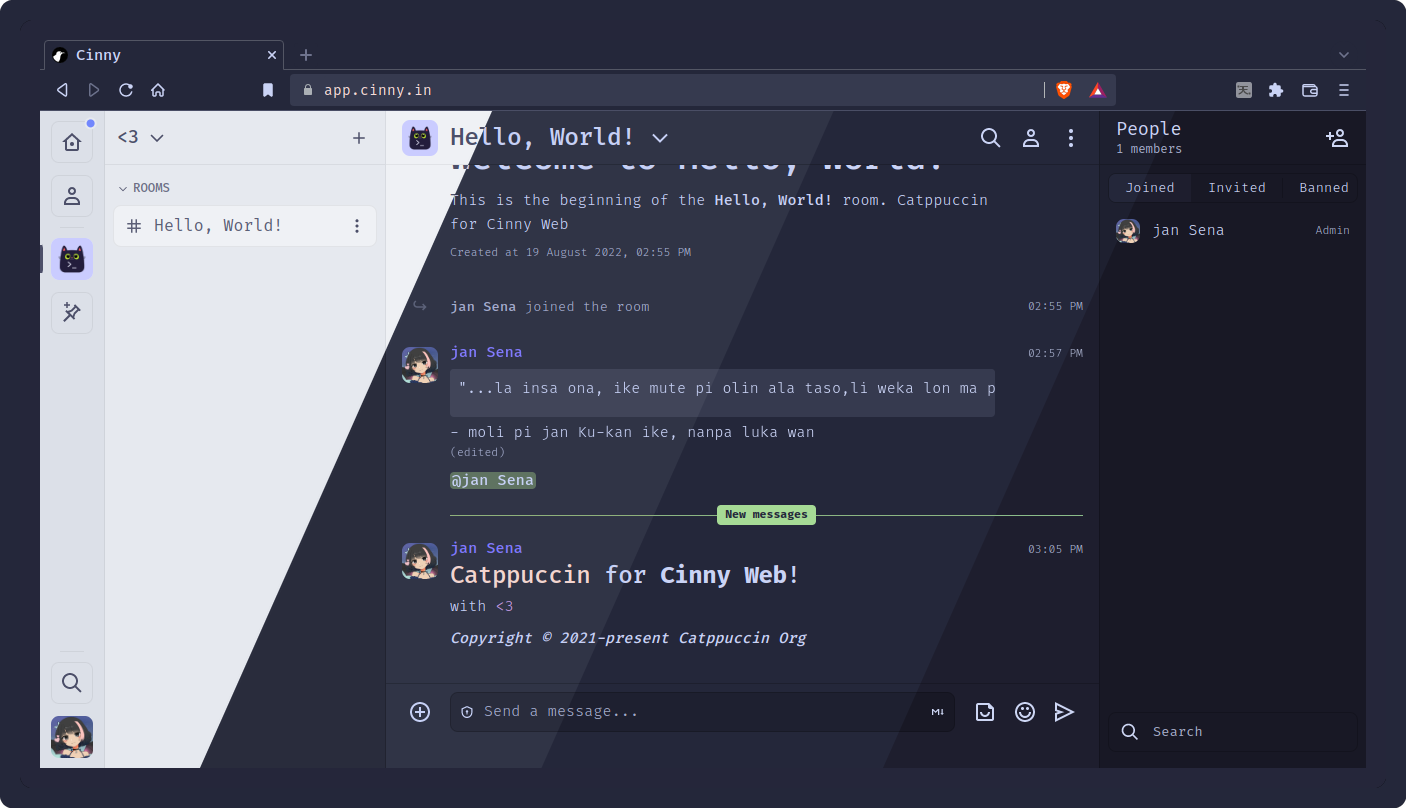 Cinny
app.cinny.in
<3
ROOMS
Hello, World!
Hello, World!
Welcome to Hello, World!
This is the beginning of the Hello, World! room. Catppuccin
for Cinny Web
Created at 19 August 2022, 02:55 PM
jan Sena joined the room 02:55 PM
jan Sena 02:57 PM
"...la insa ona, ike mute pi olin ala taso,li weka lon ma p
- moli pi jan Ku-kan ike, nanpa luka wan
(edited)
@jan Sena
New messages
jan Sena 03:05 PM
Catppuccin for Cinny Web!
with <3
Copyright © 2021-present Catppuccin Org
Send a message...
M↓
People
1 members
Joined Invited Banned
jan Sena Admin
Search